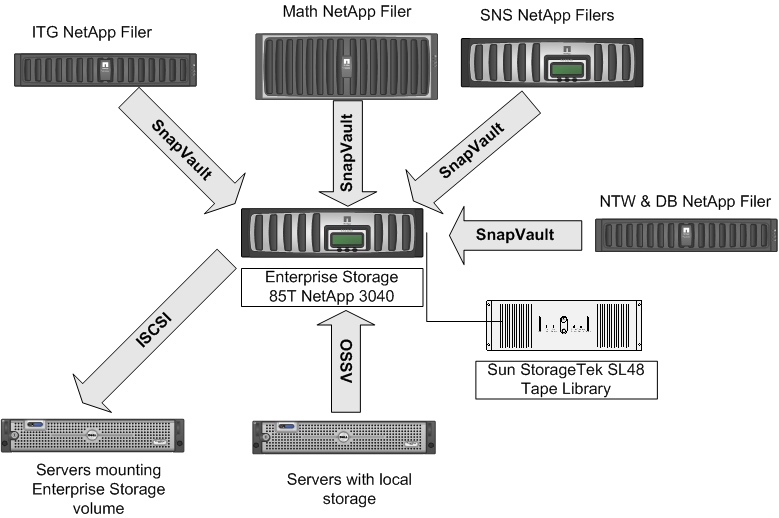 ITG NetApp Filer
Math NetApp Filer
SNS NetApp Filers
SnapVault
SnapVault
SnapVault
NTW & DB NetApp Filer
SnapVault
Enterprise Storage
85T NetApp 3040
ISCSI
OSSV
Sun StorageTek SL48
Tape Library
DELL
DELL
Servers mounting
Enterprise Storage
volume
Servers with local
storage